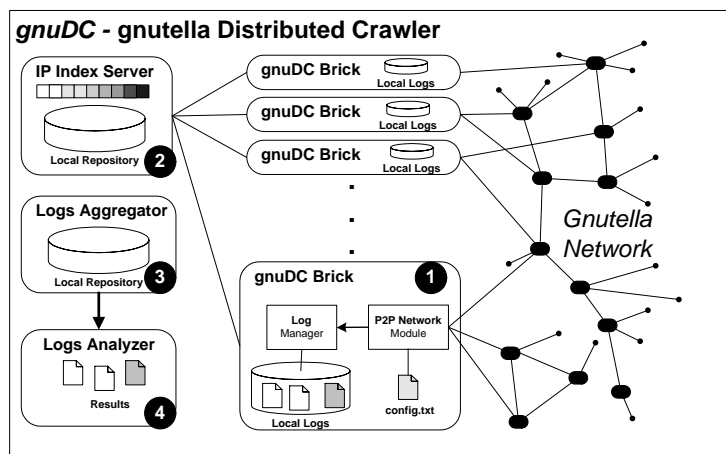 gnuDC - gnutella Distributed Crawler
IP Index Server
Local Repository
2
Logs Aggregator
Local Repository
3
Logs Analyzer
Results
4
gnuDC Brick
Local Logs
gnuDC Brick
Local Logs
gnuDC Brick
Local Logs
gnuDC Brick
1
Log
Manager
P2P Network
Module
Local Logs
config.txt
Gnutella
Network